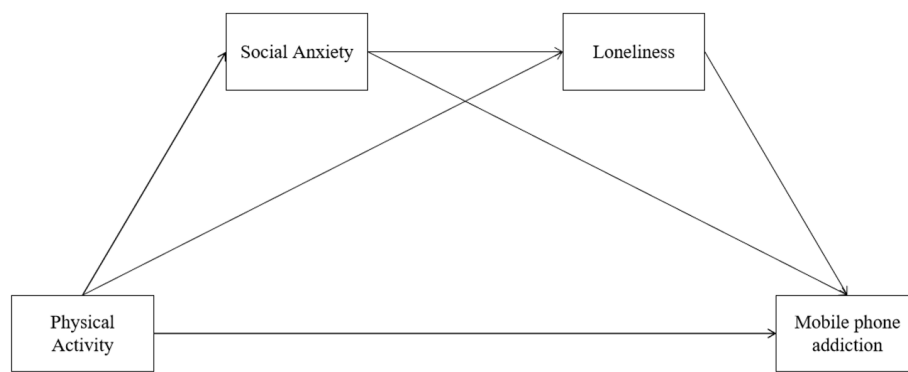 Social Anxiety
Loneliness
Physical
Activity
Mobile phone
addiction